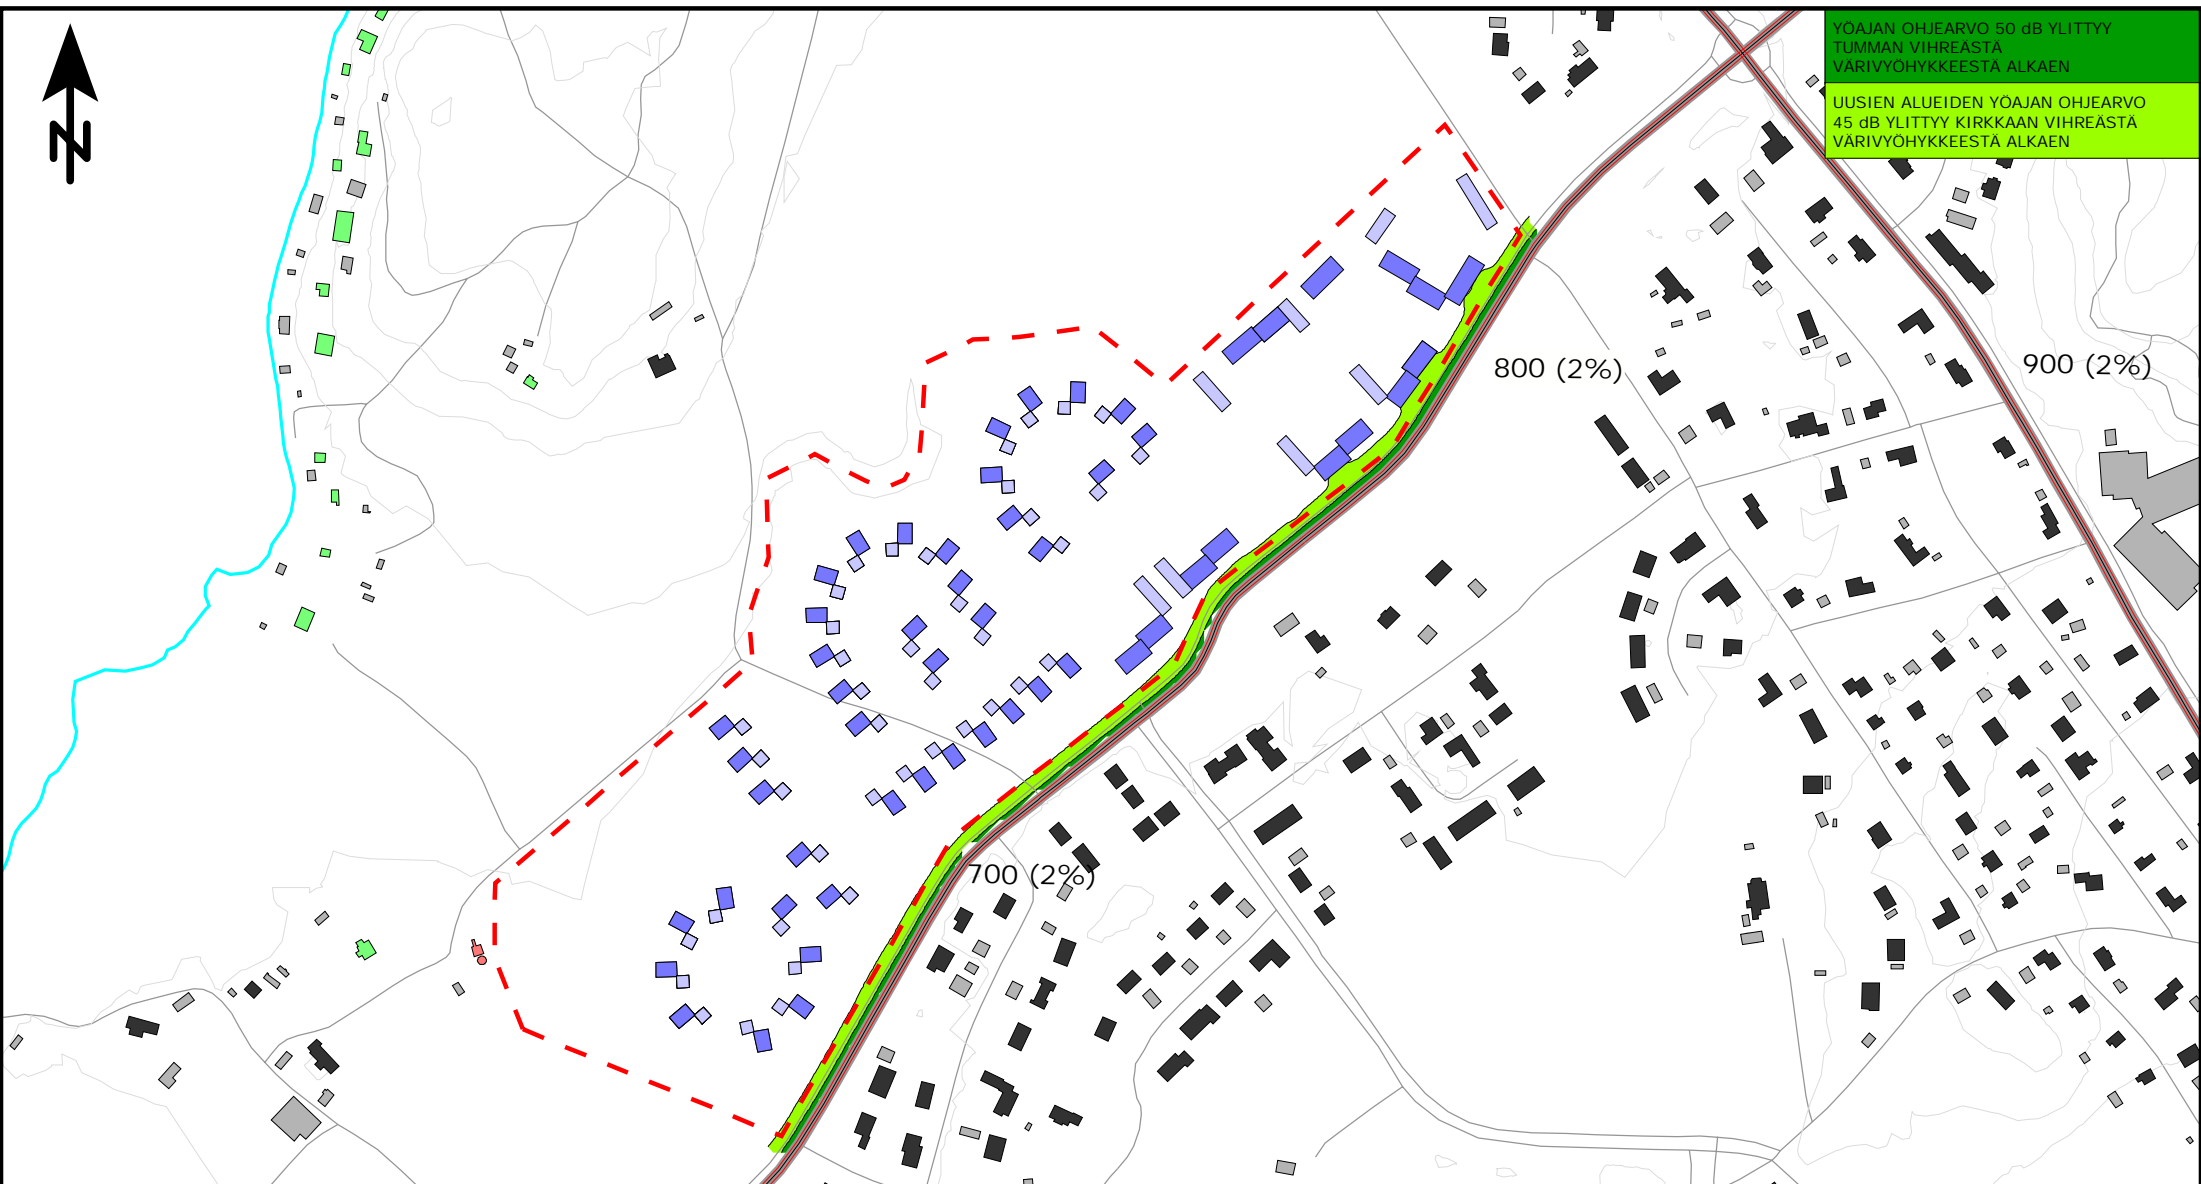 N
YÖAJAN OHJEARVO 50 dB YLITTYY
TUMMAN VIHREÄSTÄ
VÄRIVYÖHYKKEESTÄ ALKAEN
UUSIEN ALUEIDEN YÖAJAN OHJEARVO
45 dB YLITTYY KIRKKAAN VIHREÄSTÄ
VÄRIVYÖHYKKEESTÄ ALKAEN
800 (2%)
900 (2%)
700 (2%)